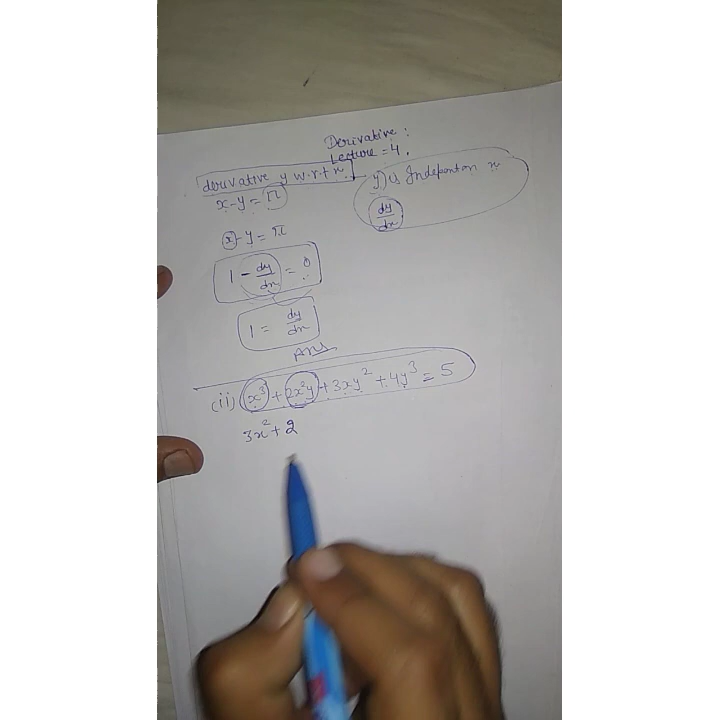 Derivative :
Lecture = 4 .
derivative y w.r.t x.
y) is Indepenton x
x - y = π
dy/dx
x - y = π
1 - dy/dx = 0
1 = dy/dx
Ans
(ii) x³ + 2x²y + 3xy² + 4y³ = 5
3x² + 2